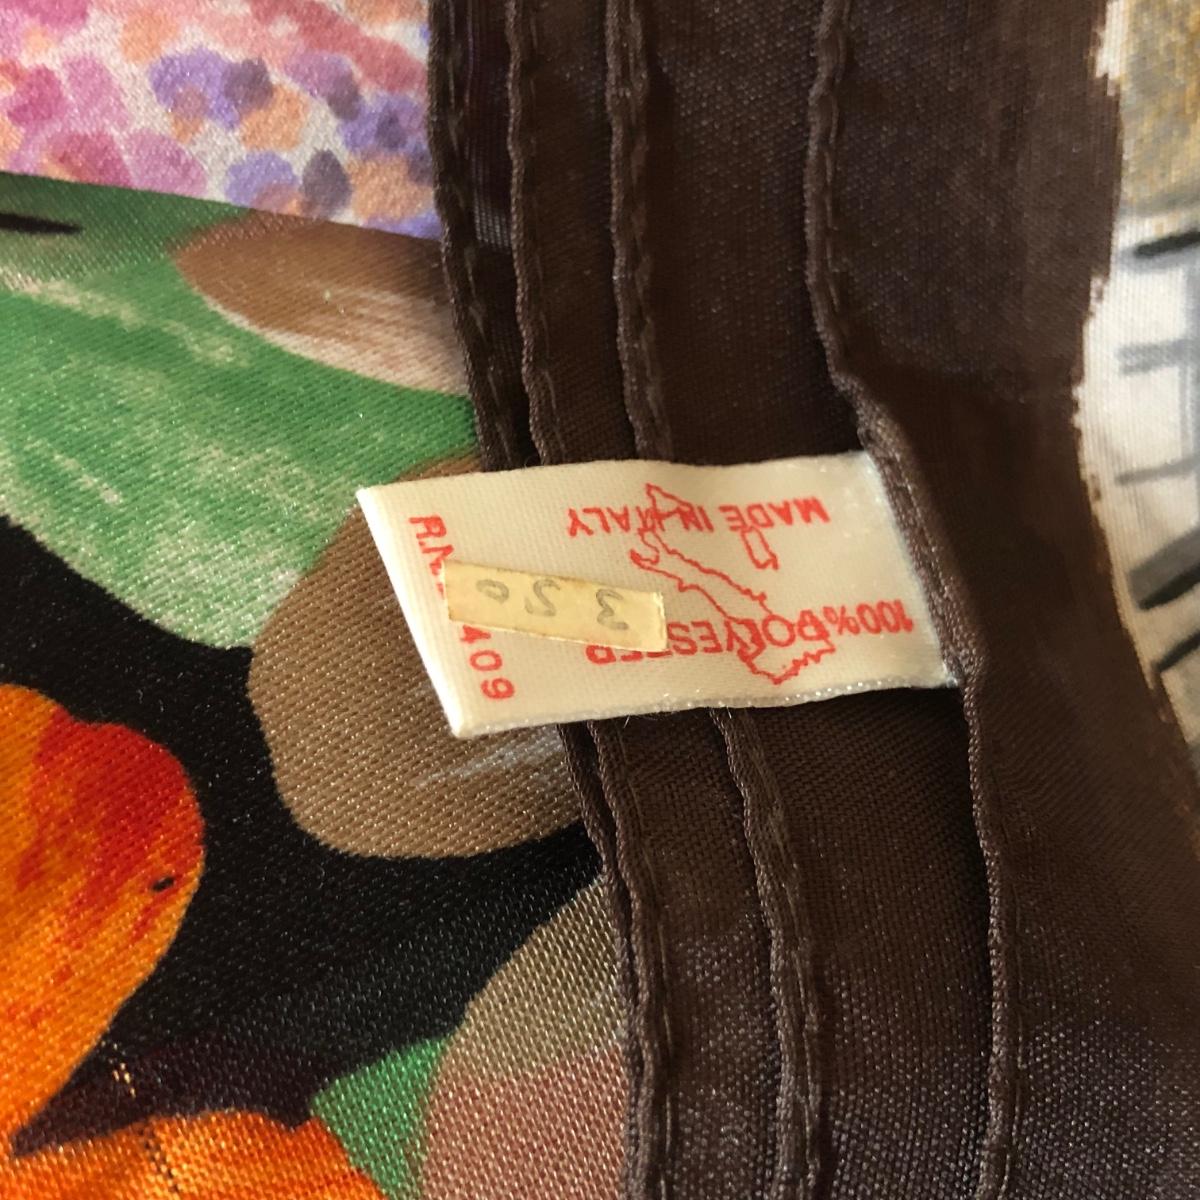 MADE IN ITALY
100% POLYESTER
3 50
R.N. 409